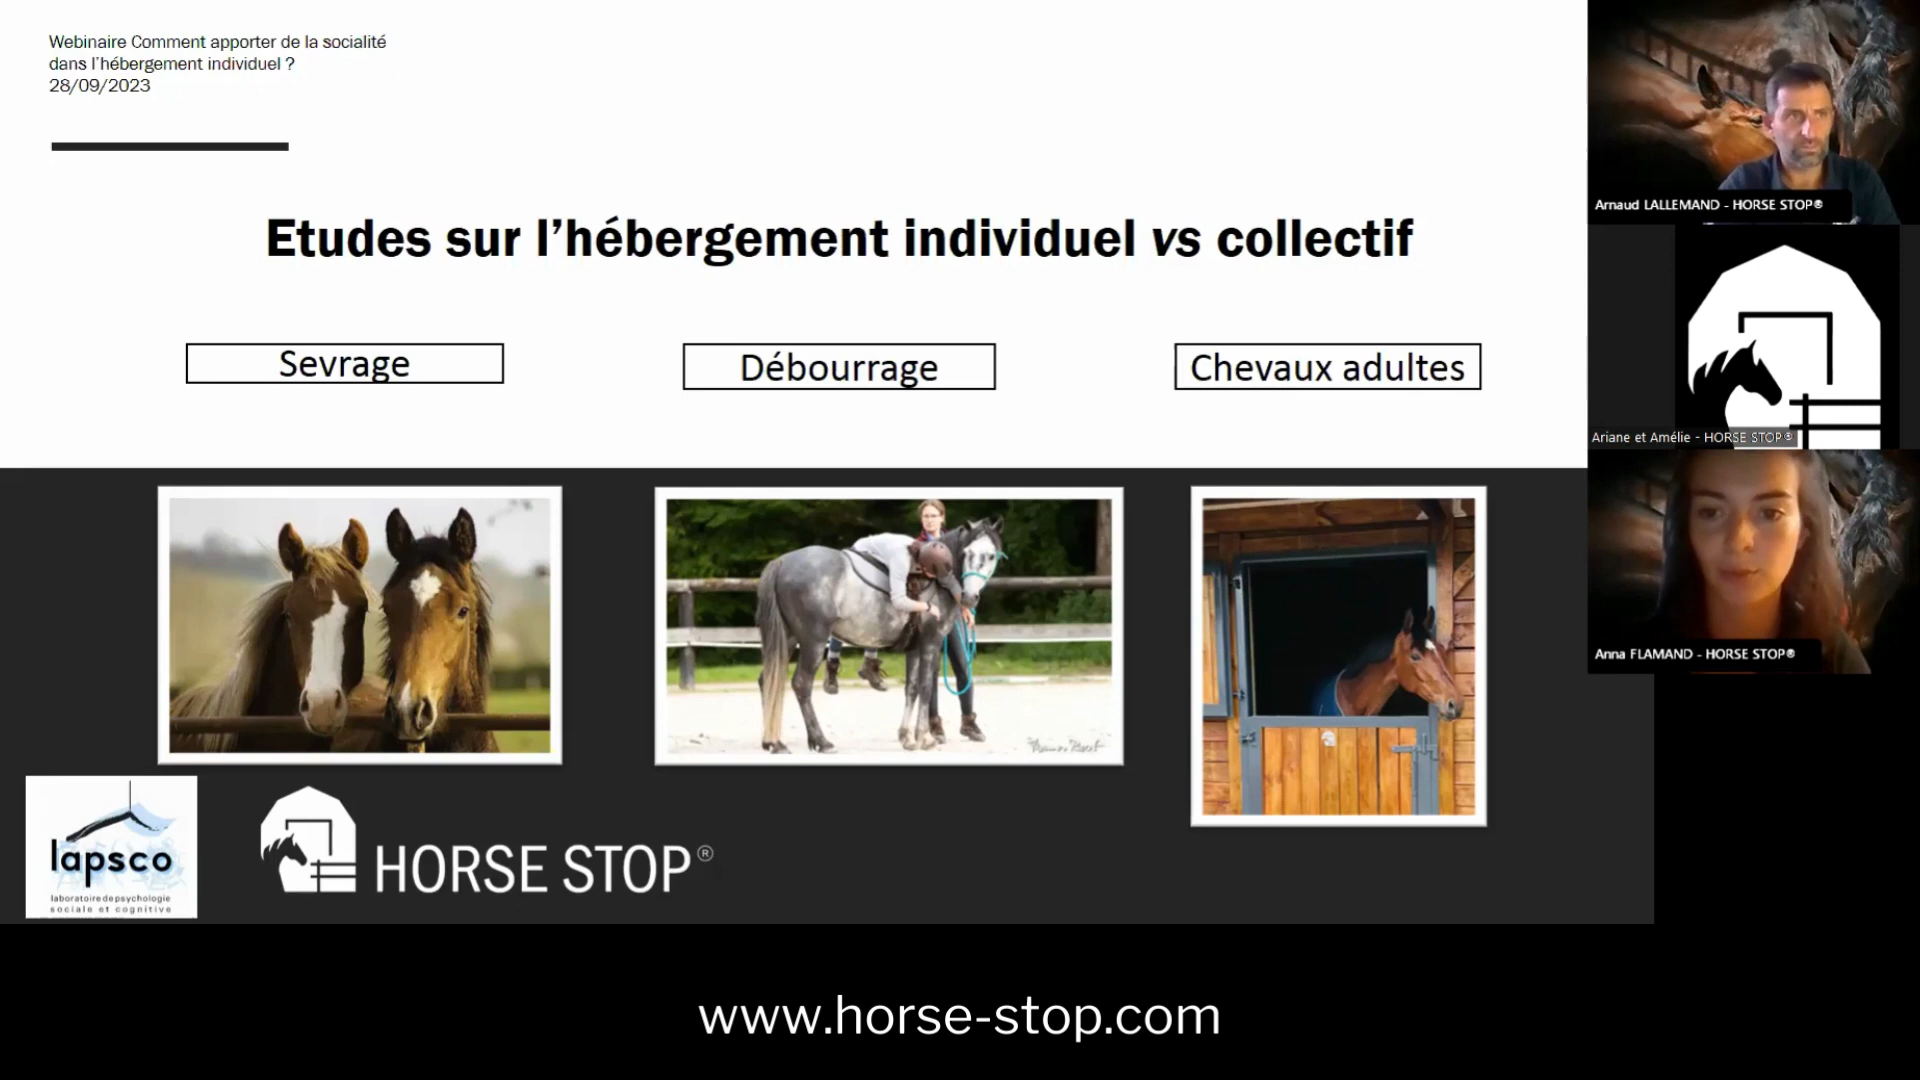 Webinaire Comment apporter de la socialité
dans l'hébergement individuel ?
28/09/2023
Etudes sur l'hébergement individuel vs collectif
Sevrage
Débourrage
Chevaux adultes
lapsco
laboratoire de psychologie
sociale et cognitive
HORSE STOP®
Arnaud LALLEMAND - HORSE STOP®
Ariane et Amélie - HORSE STOP®
Anna FLAMAND - HORSE STOP®
www.horse-stop.com